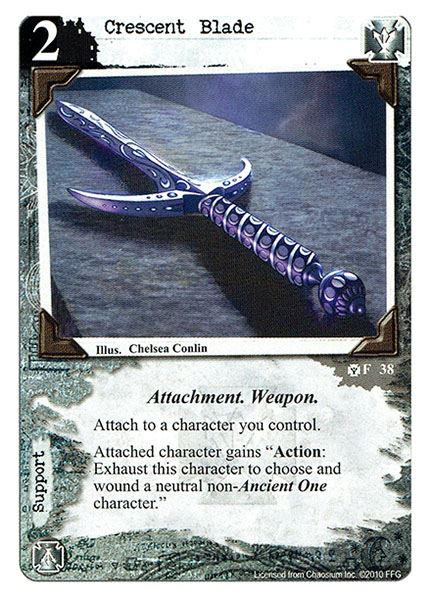 2
Crescent Blade
Illus. Chelsea Conlin
F 38
Attachment. Weapon.
Attach to a character you control.
Attached character gains “Action:
Exhaust this character to choose and
wound a neutral non-Ancient One
character.”
Support
Licensed from Chaosium Inc. ©2010 FFG